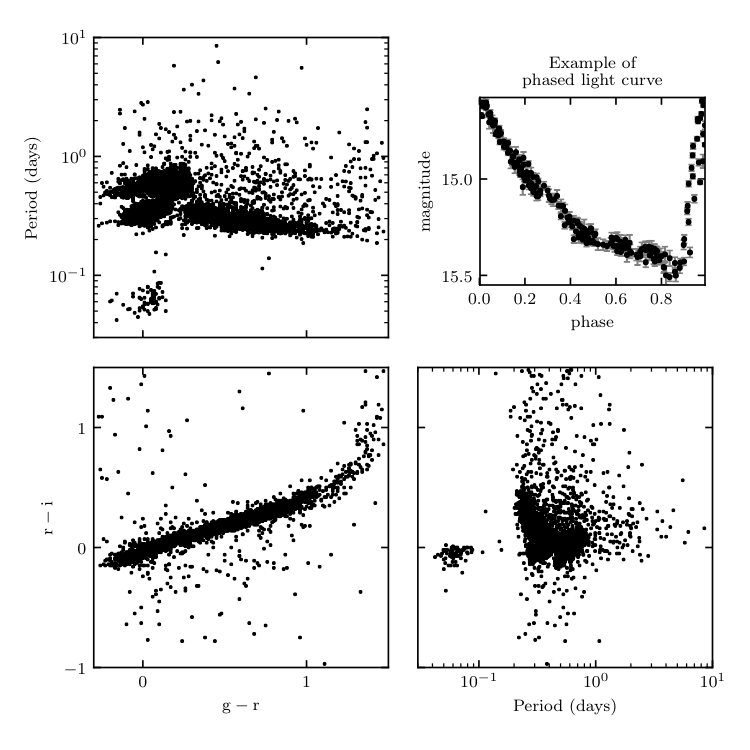 10¹
10⁰
10⁻¹
Period (days)
Example of
phased light curve
15.0
15.5
magnitude
0.0 0.2 0.4 0.6 0.8
phase
1
0
−1
r − i
0 1
g − r
10⁻¹ 10⁰ 10¹
Period (days)